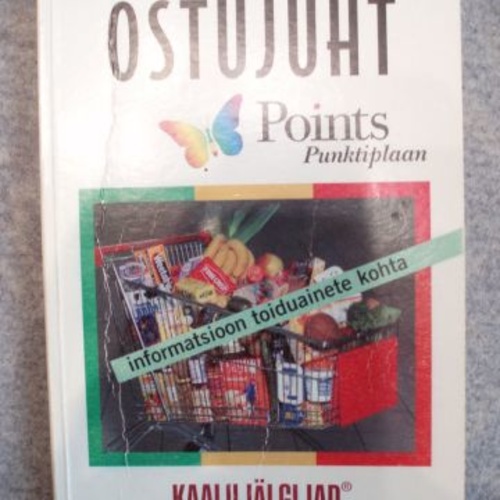 OSTUJUHT
Points
Punktiplaan
informatsioon toiduainete kohta
KAALUJÄLGIJAD®